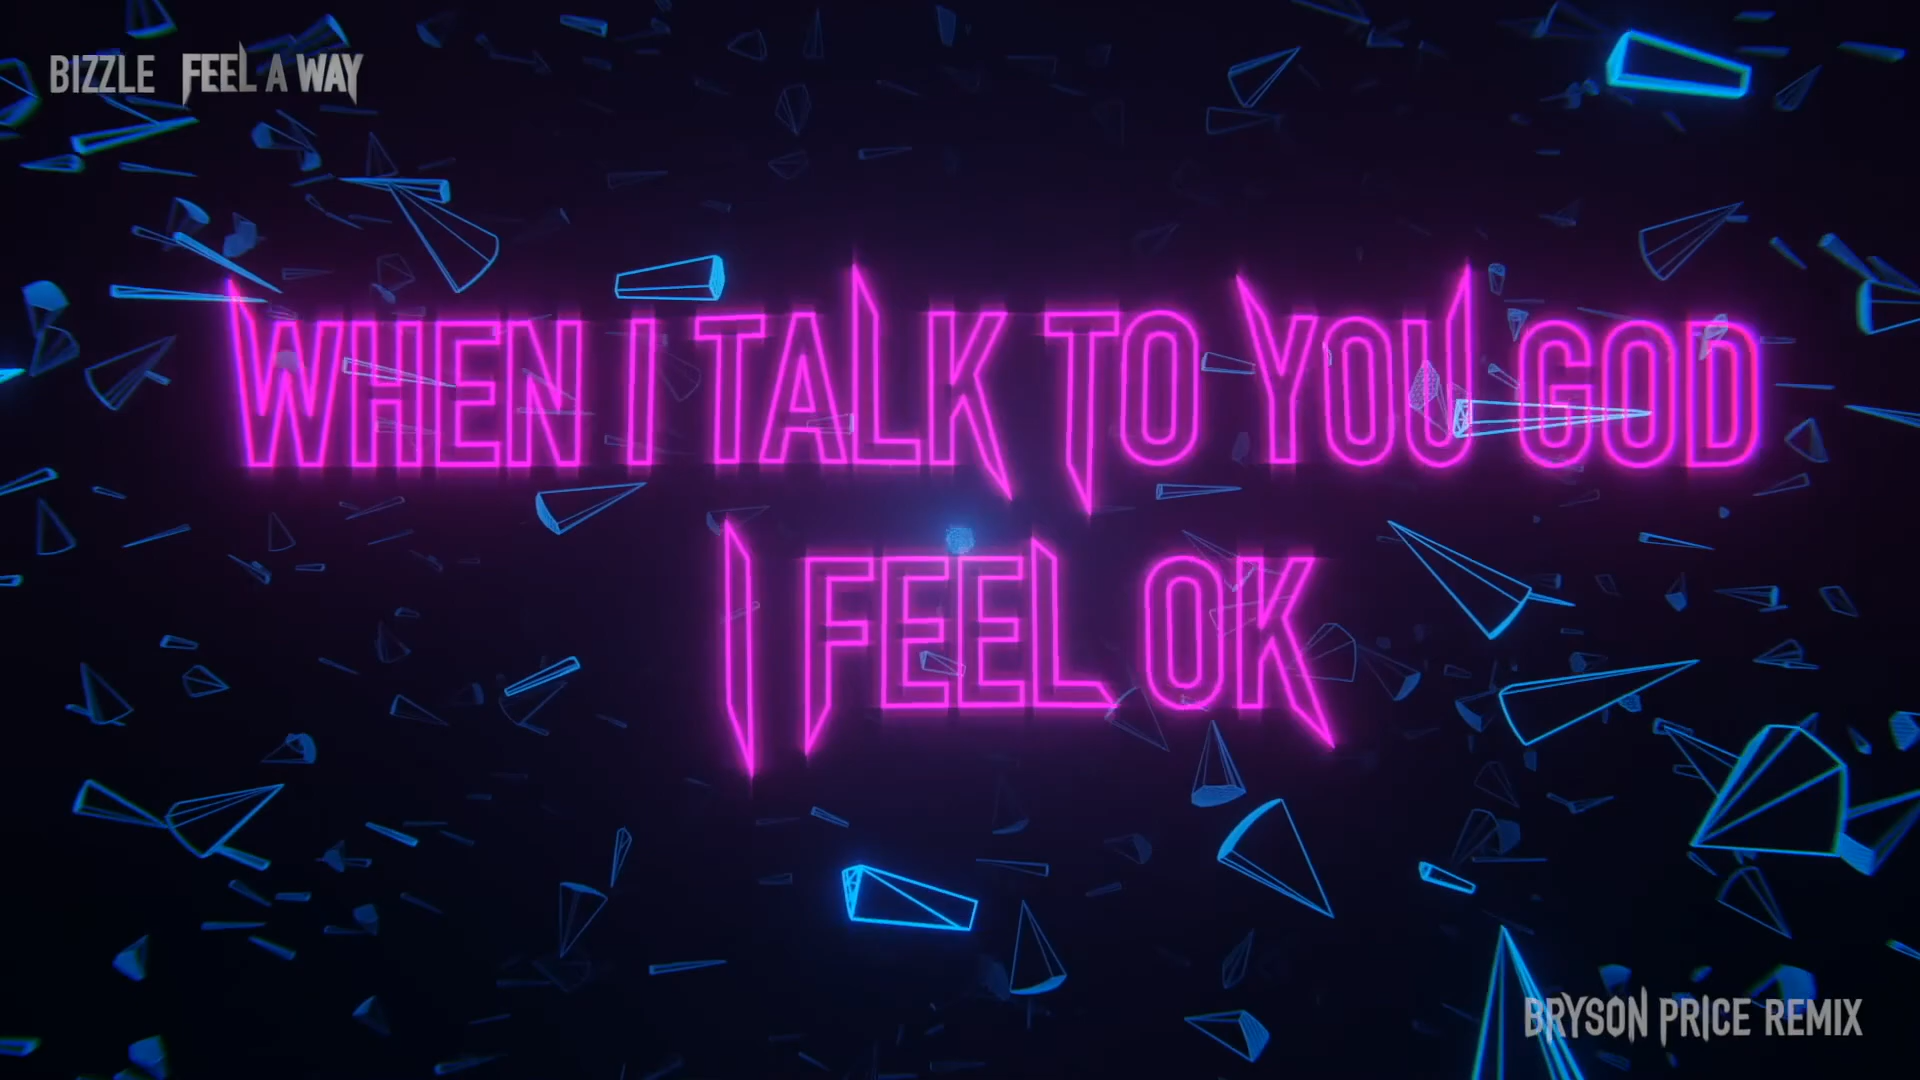 BIZZLE FEEL A WAY
WHEN I TALK TO YOU GOD
I FEEL OK
BRYSON PRICE REMIX